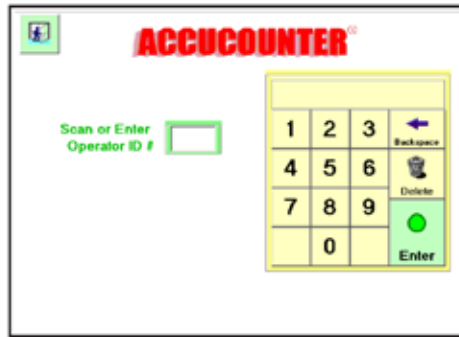 ACCUCOUNTER®
Scan or Enter
Operator ID #
1 2 3 Backspace
4 5 6 Delete
7 8 9
0 Enter